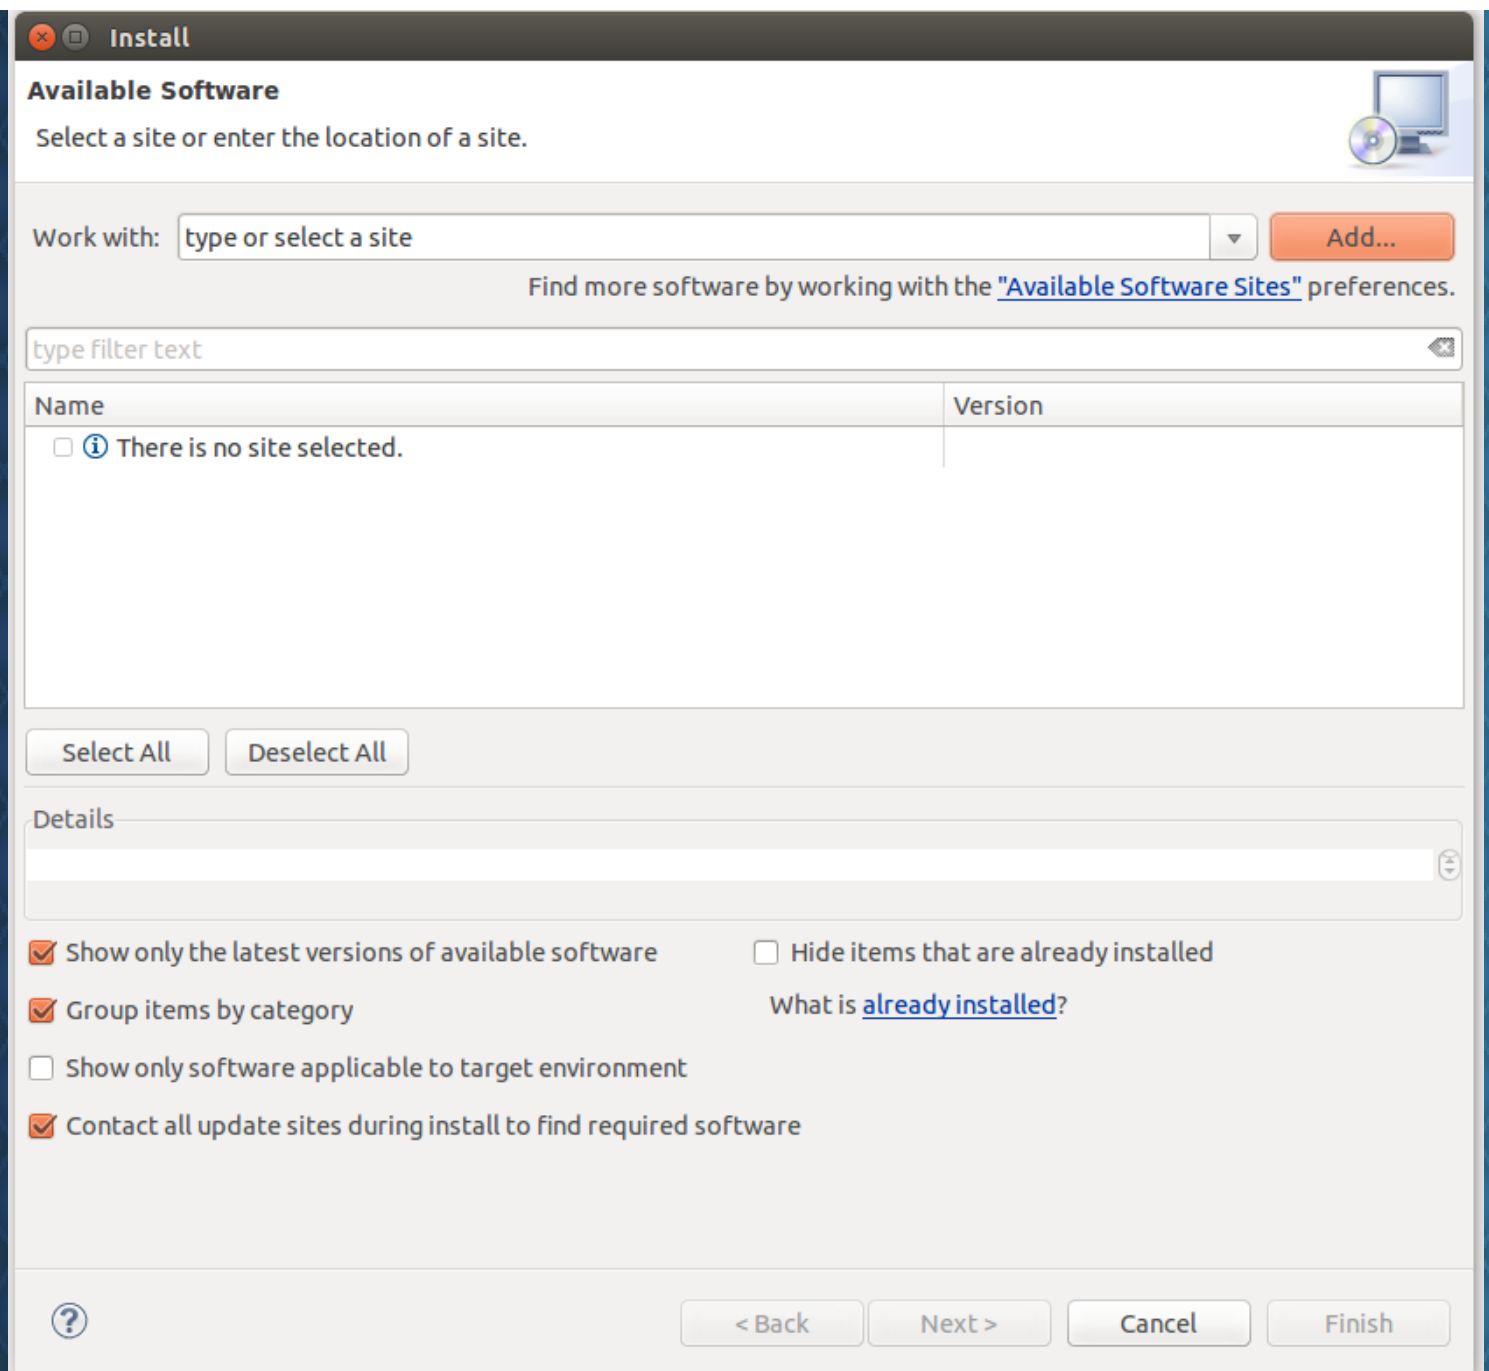 Install
Available Software
Select a site or enter the location of a site.
Work with: type or select a site Add...
Find more software by working with the "Available Software Sites" preferences.
type filter text
Name Version
There is no site selected.
Select All Deselect All
Details
Show only the latest versions of available software Hide items that are already installed
Group items by category What is already installed?
Show only software applicable to target environment
Contact all update sites during install to find required software
? < Back Next > Cancel Finish